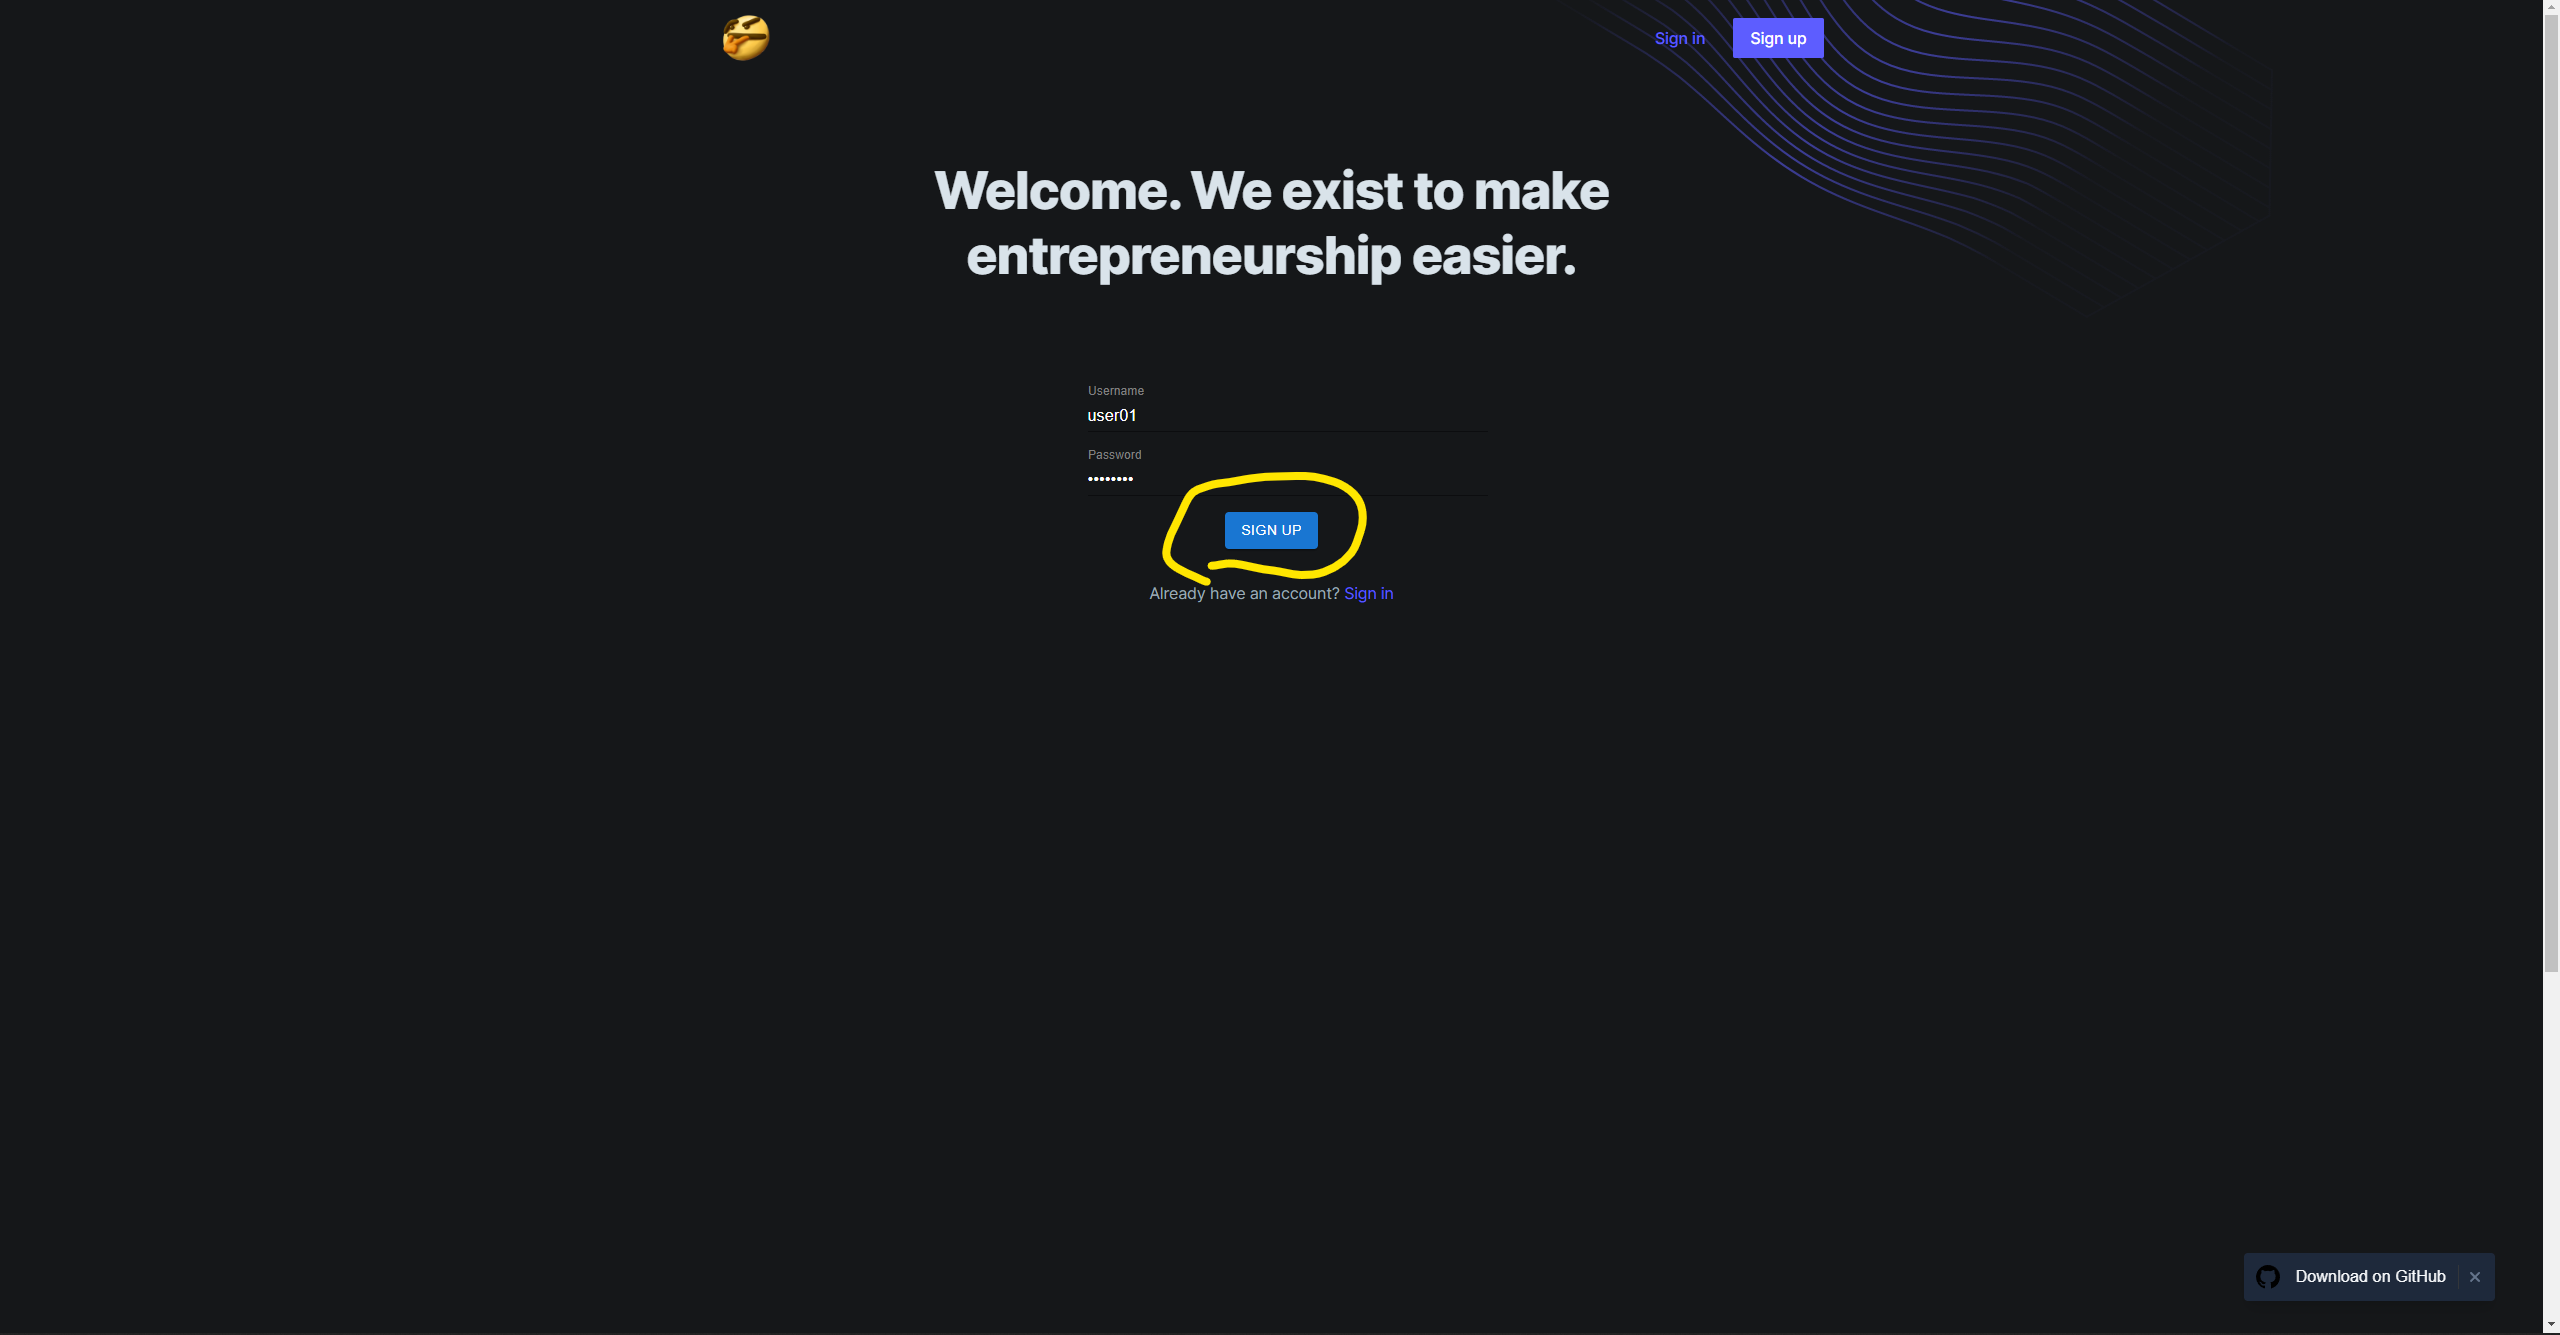 Sign in
Sign up
Welcome. We exist to make
entrepreneurship easier.
Username
user01
Password
••••••••
SIGN UP
Already have an account? Sign in
Download on GitHub